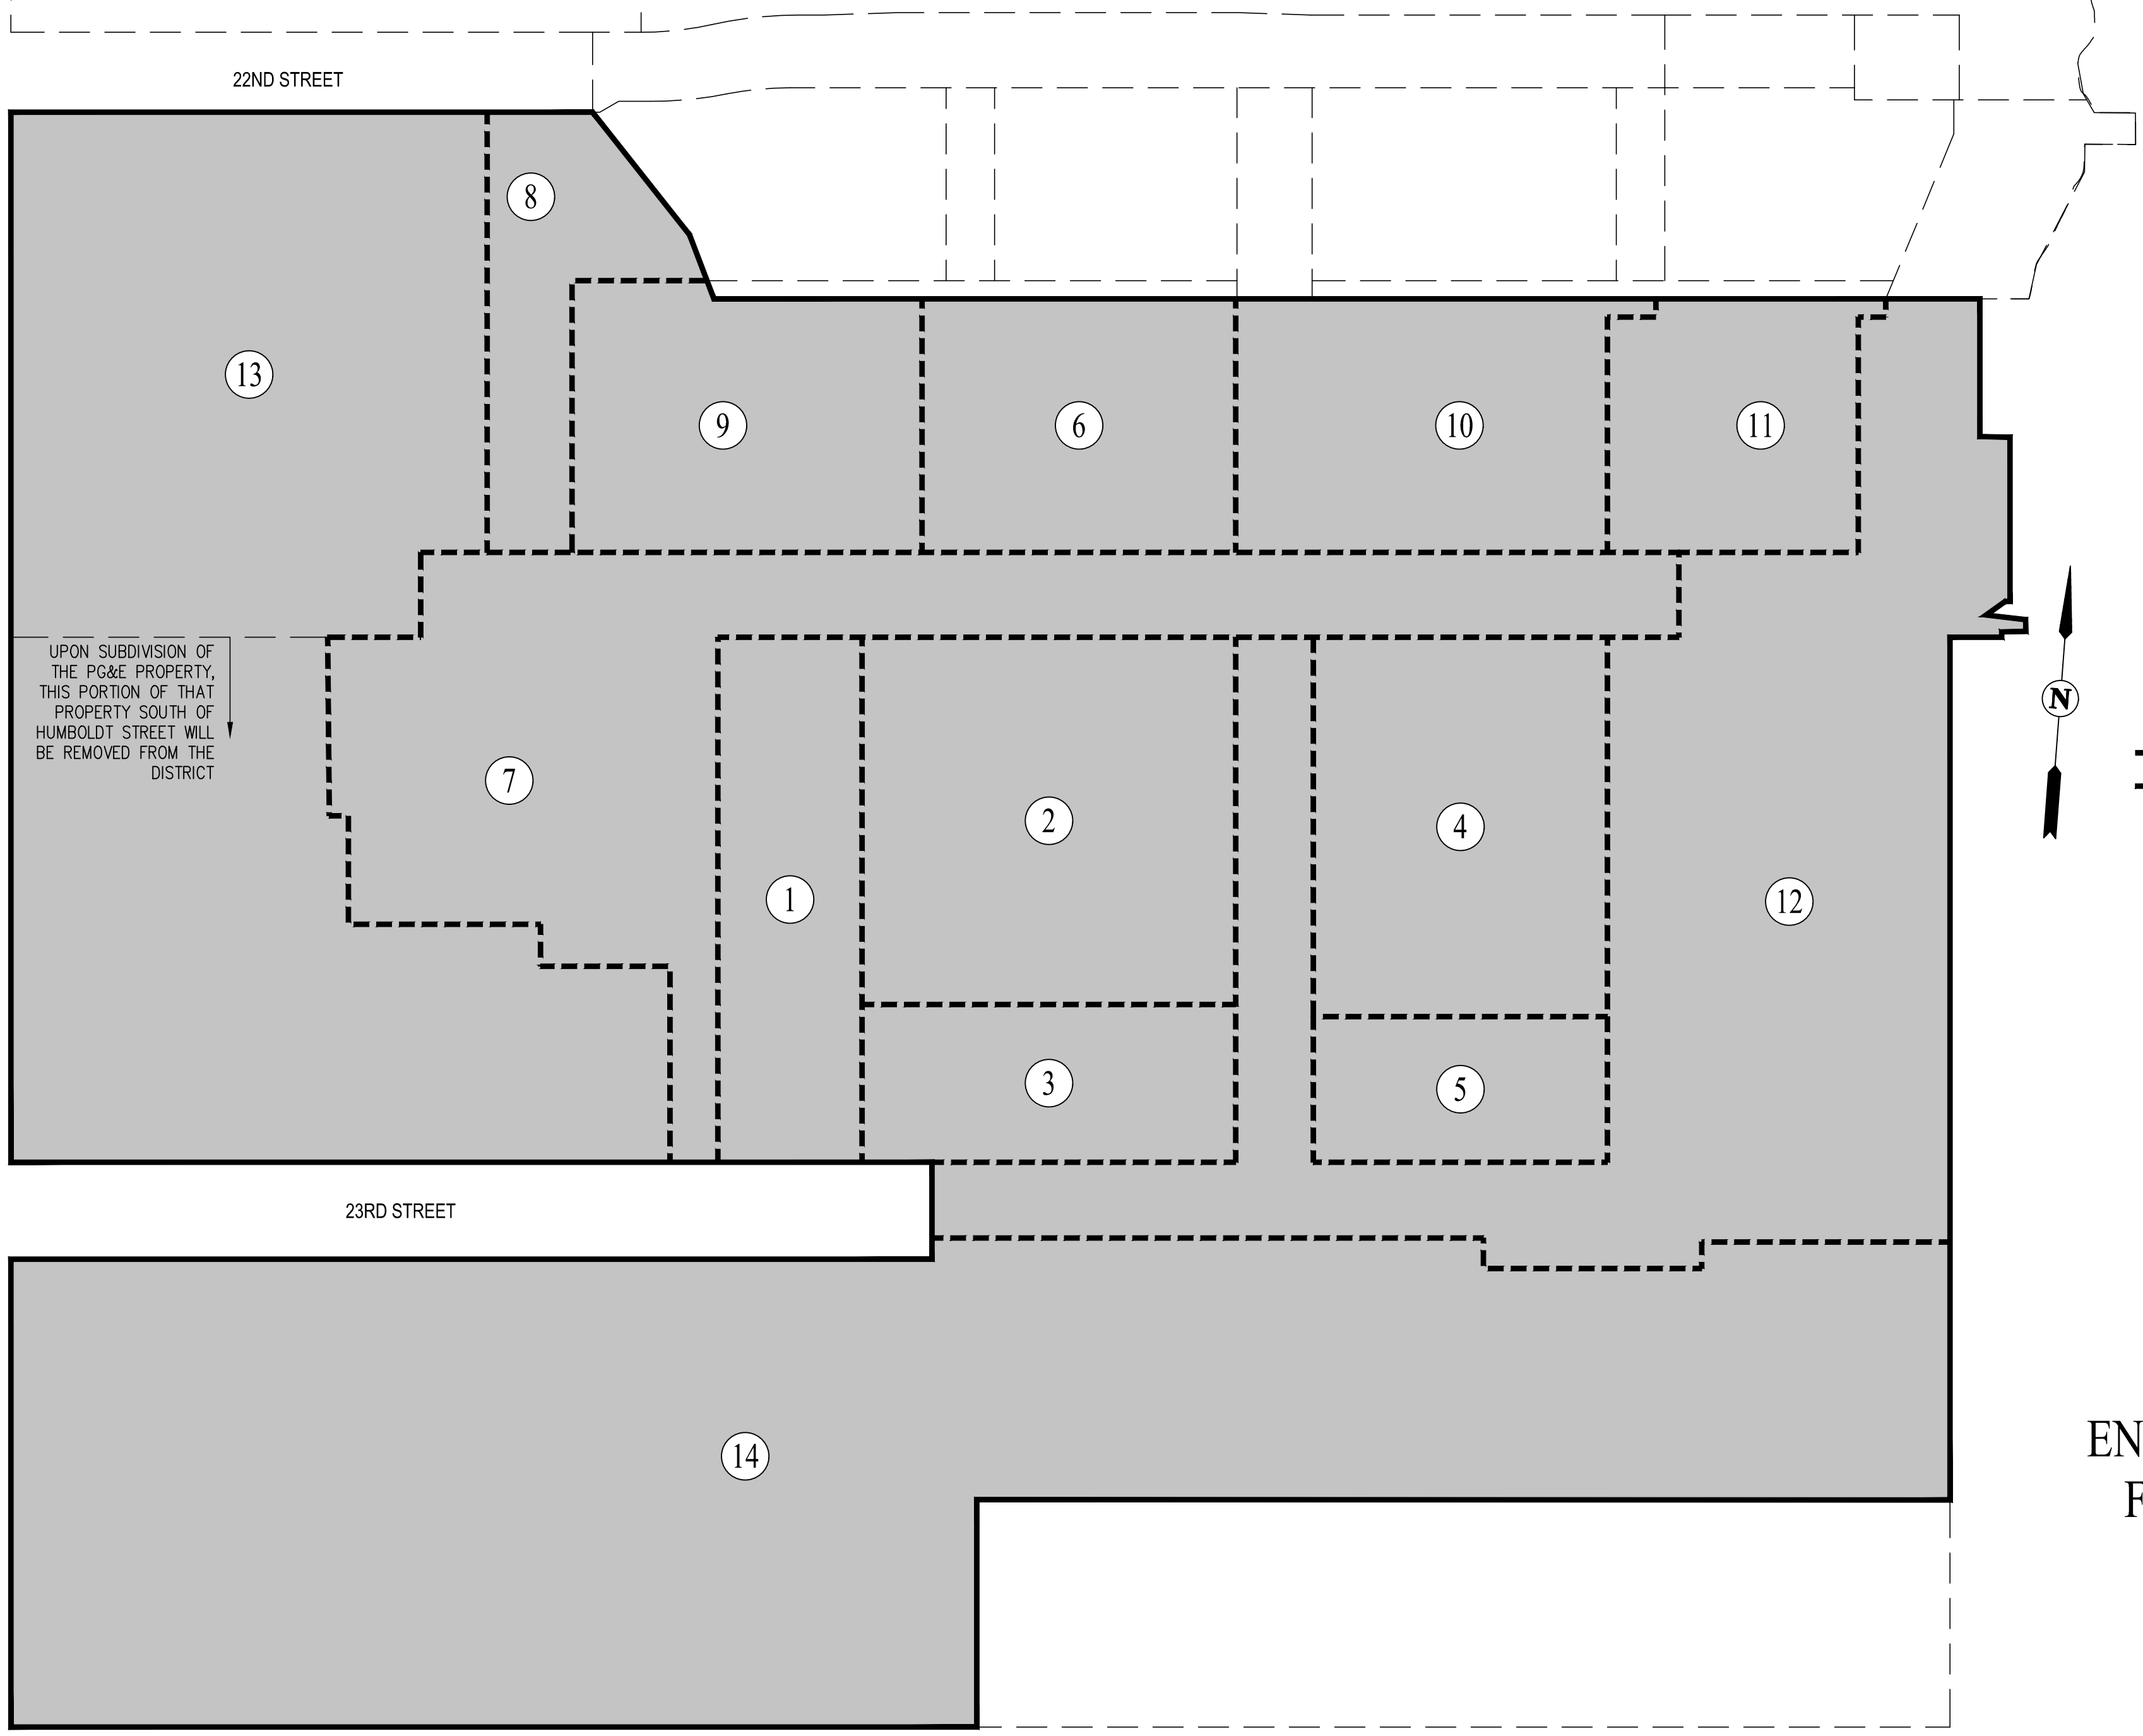 22ND STREET
8
13
9
6
10
11
UPON SUBDIVISION OF
THE PG&E PROPERTY,
THIS PORTION OF THAT
PROPERTY SOUTH OF
HUMBOLDT STREET WILL
BE REMOVED FROM THE
DISTRICT
N
7
2
4
1
12
3
5
23RD STREET
EN
F
14